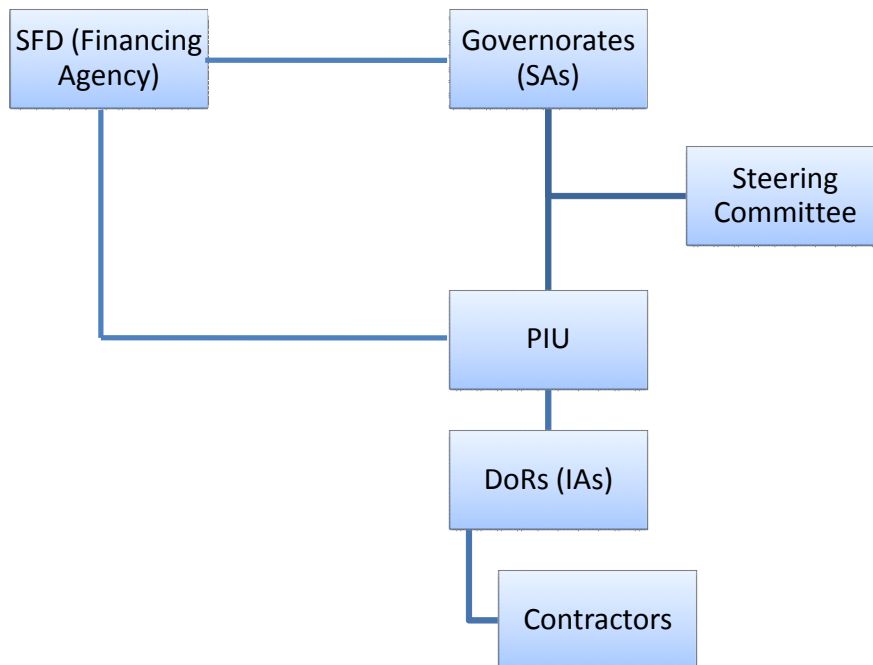 SFD (Financing
Agency)
Governorates
(SAs)
Steering
Committee
PIU
DoRs (IAs)
Contractors